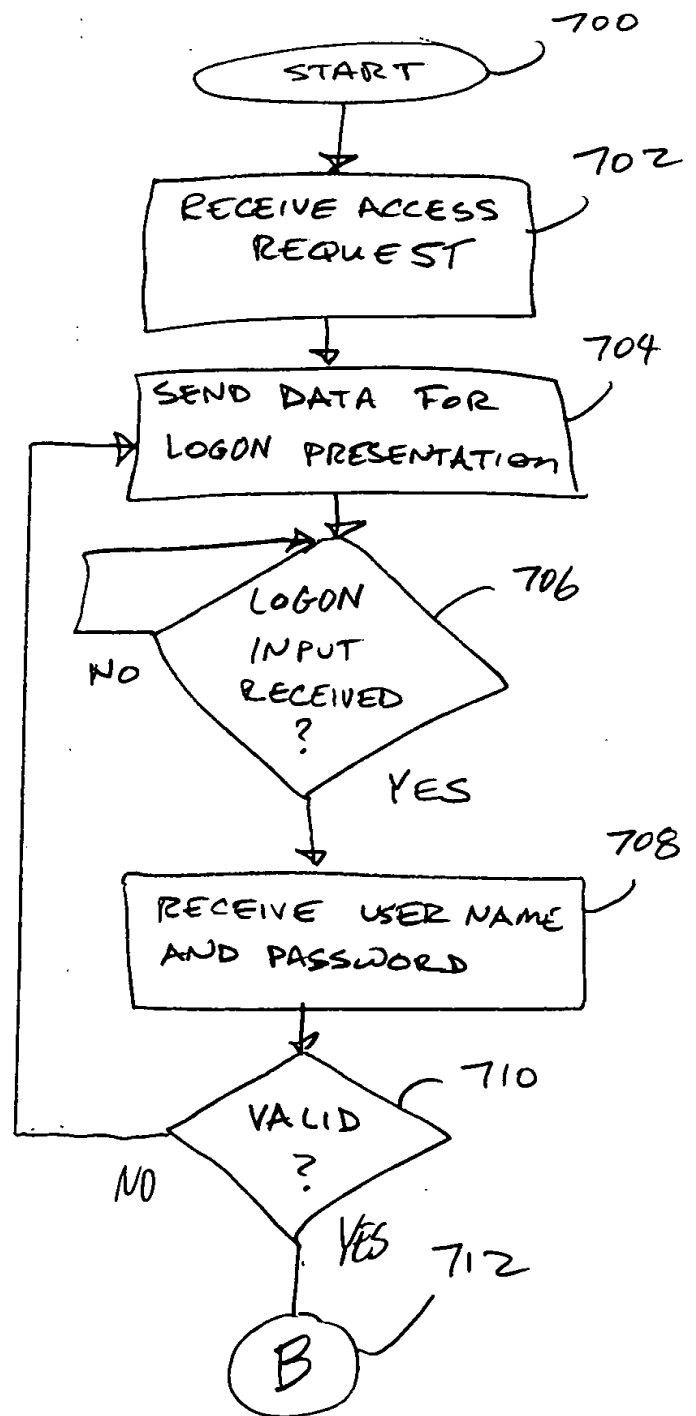 700
START
702
RECEIVE ACCESS
REQUEST
704
SEND DATA FOR
LOGON PRESENTATION
706
LOGON
INPUT
RECEIVED
?
NO
YES
708
RECEIVE USER NAME
AND PASSWORD
710
VALID
?
NO
YES
712
B